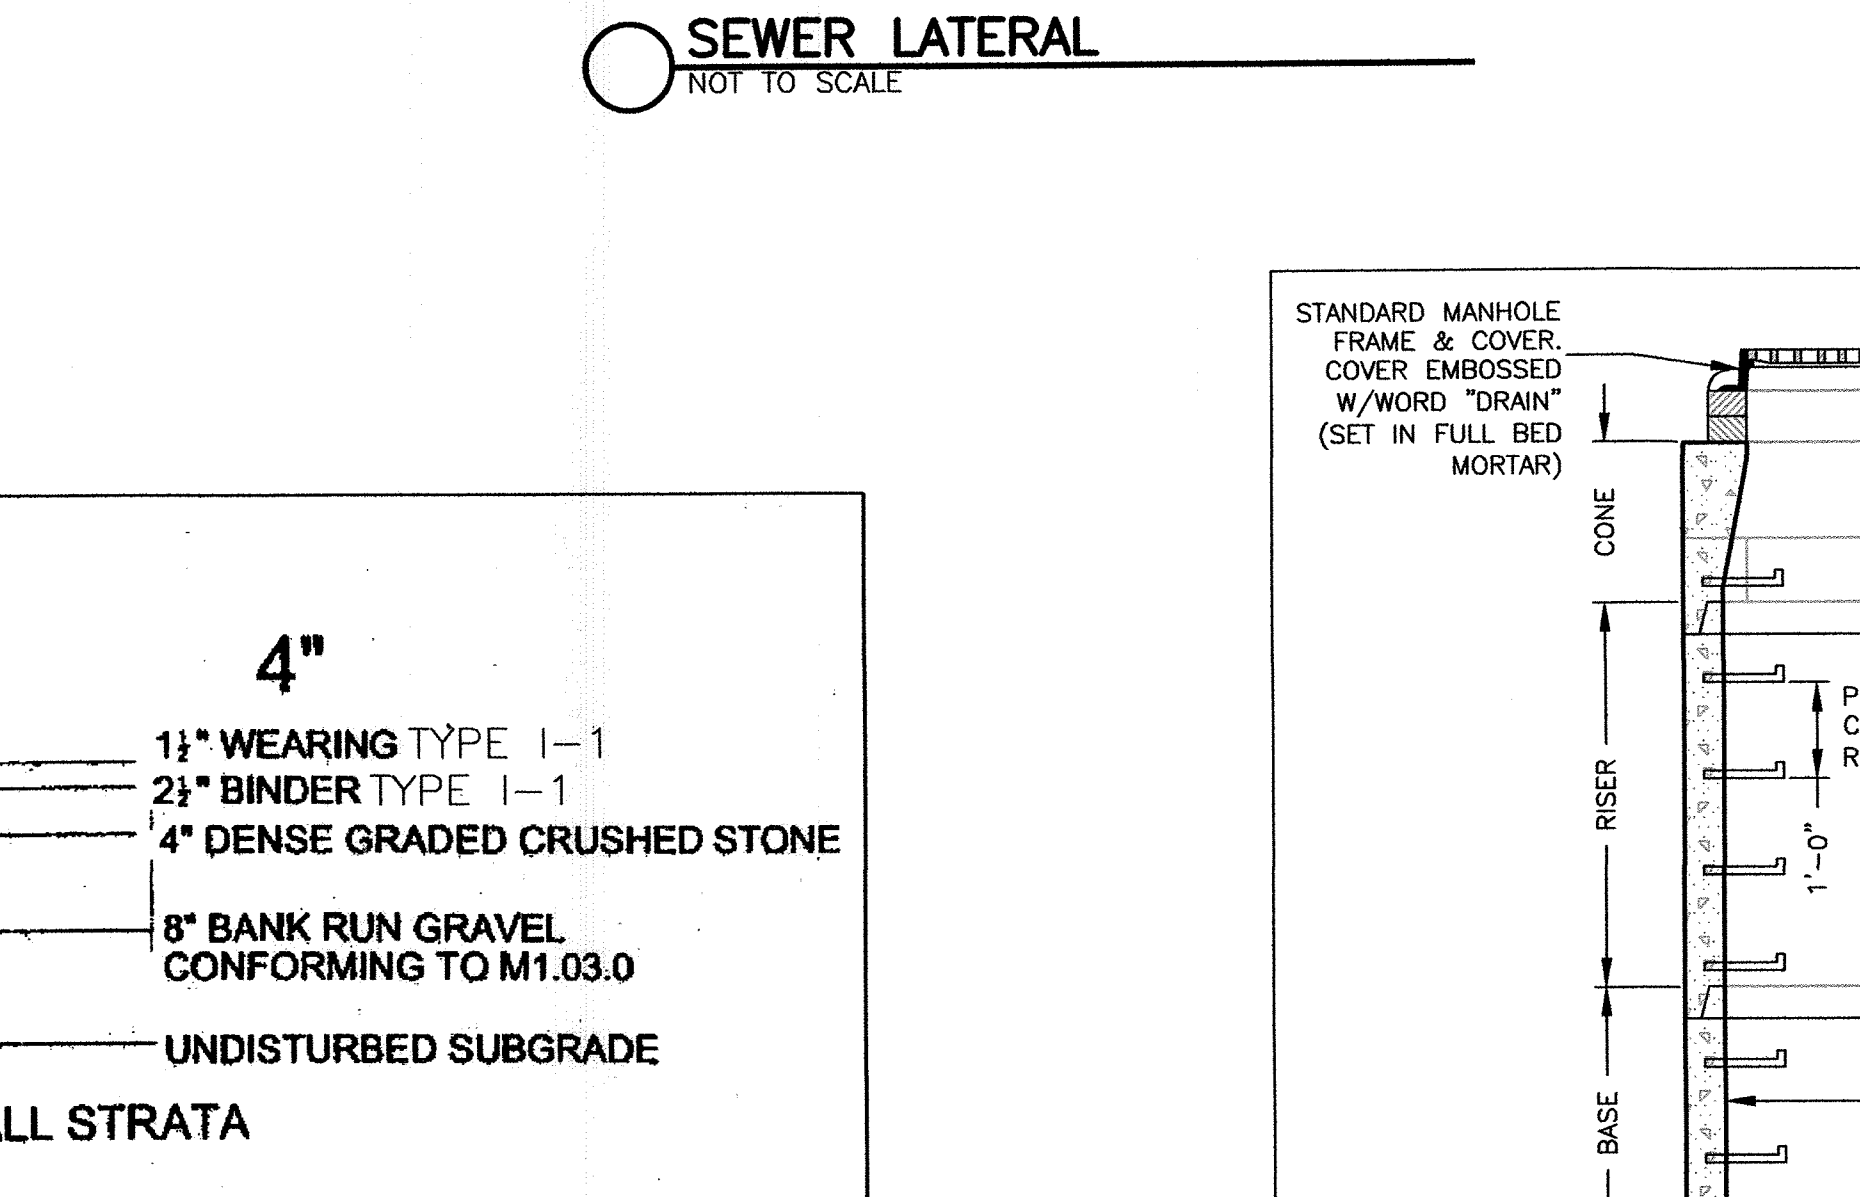 SEWER LATERAL
NOT TO SCALE
4"
1½" WEARING TYPE I-1
2½" BINDER TYPE I-1
4" DENSE GRADED CRUSHED STONE
8" BANK RUN GRAVEL
CONFORMING TO M1.03.0
UNDISTURBED SUBGRADE
STRATA
STANDARD MANHOLE
FRAME & COVER.
COVER EMBOSSED
W/WORD "DRAIN"
(SET IN FULL BED
MORTAR)
CONE
RISER
BASE
1'-0"
P
C
R